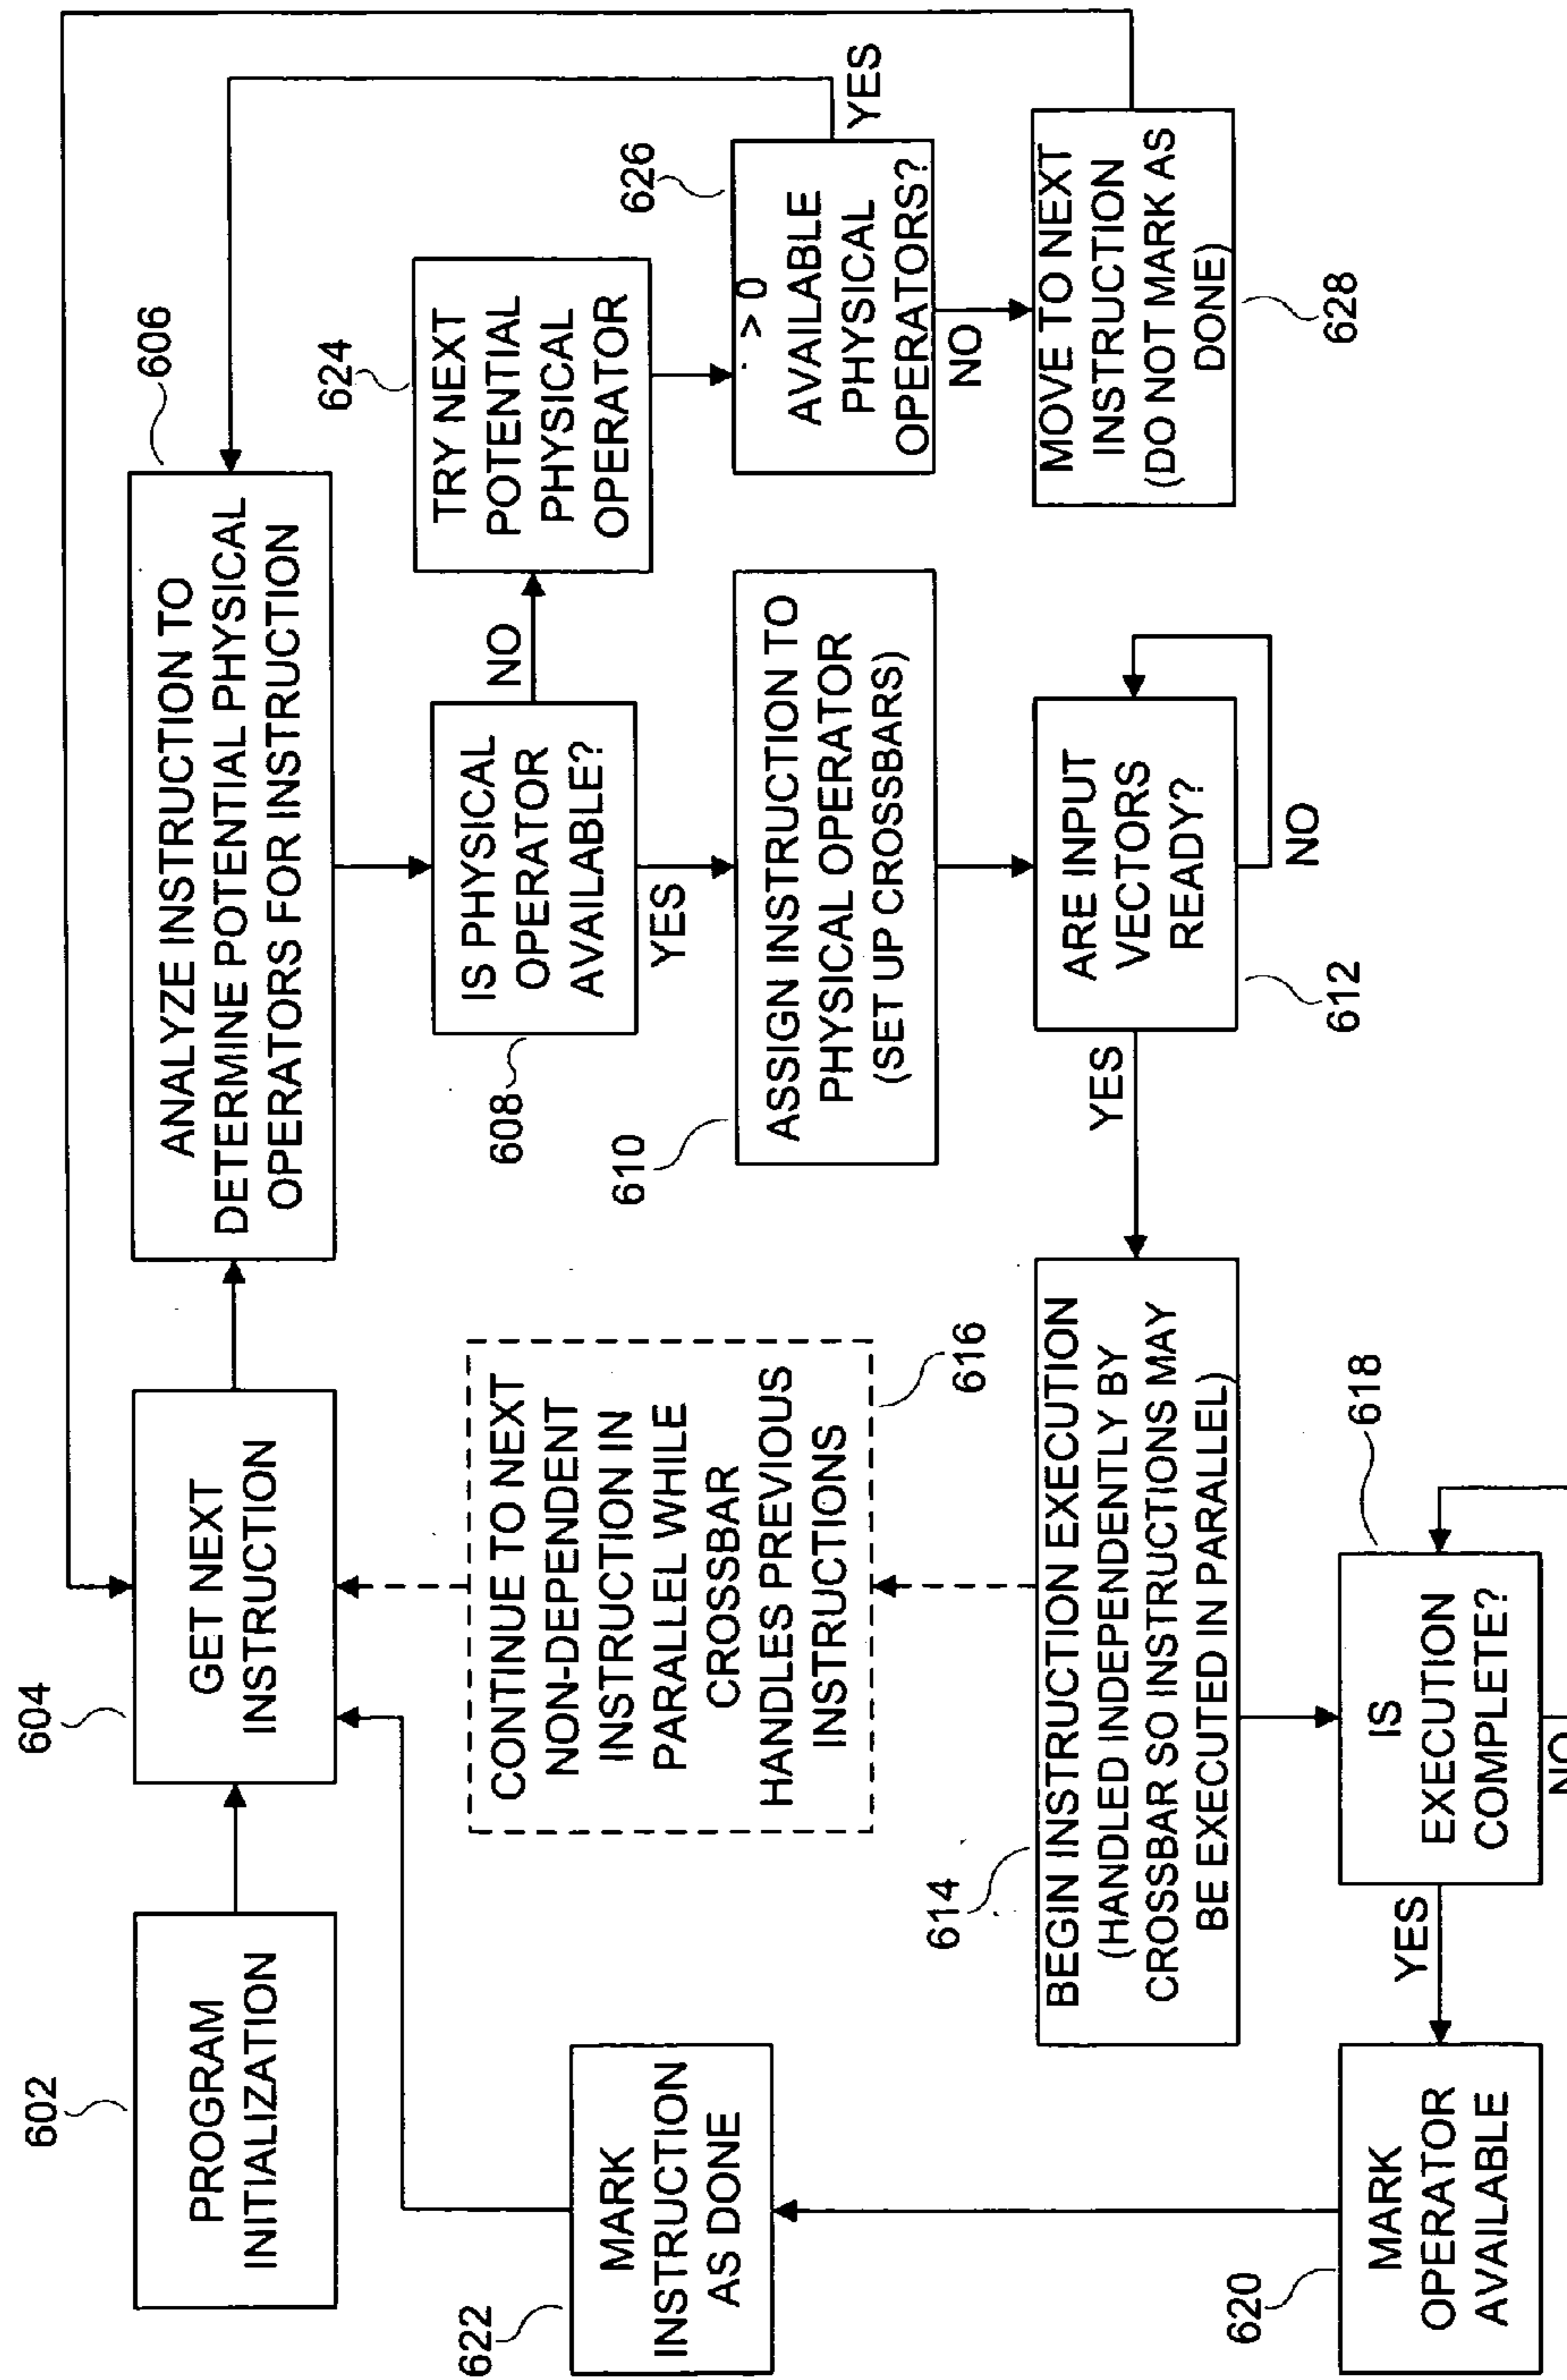 602
PROGRAM
INITIALIZATION
604
GET NEXT
INSTRUCTION
606
ANALYZE INSTRUCTION TO
DETERMINE POTENTIAL PHYSICAL
OPERATORS FOR INSTRUCTION
608
IS PHYSICAL
OPERATOR
AVAILABLE?
NO
YES
624
TRY NEXT
POTENTIAL
PHYSICAL
OPERATOR
626
> 0
AVAILABLE
PHYSICAL
OPERATORS?
YES
NO
MOVE TO NEXT
INSTRUCTION
(DO NOT MARK AS
DONE)
628
610
ASSIGN INSTRUCTION TO
PHYSICAL OPERATOR
(SET UP CROSSBARS)
ARE INPUT
VECTORS
READY?
612
NO
YES
614
BEGIN INSTRUCTION EXECUTION
(HANDLED INDEPENDENTLY BY
CROSSBAR SO INSTRUCTIONS MAY
BE EXECUTED IN PARALLEL)
CONTINUE TO NEXT
NON-DEPENDENT
INSTRUCTION IN
PARALLEL WHILE
CROSSBAR
HANDLES PREVIOUS
INSTRUCTIONS
616
618
IS
EXECUTION
COMPLETE?
NO
YES
620
MARK
OPERATOR
AVAILABLE
622
MARK
INSTRUCTION
AS DONE